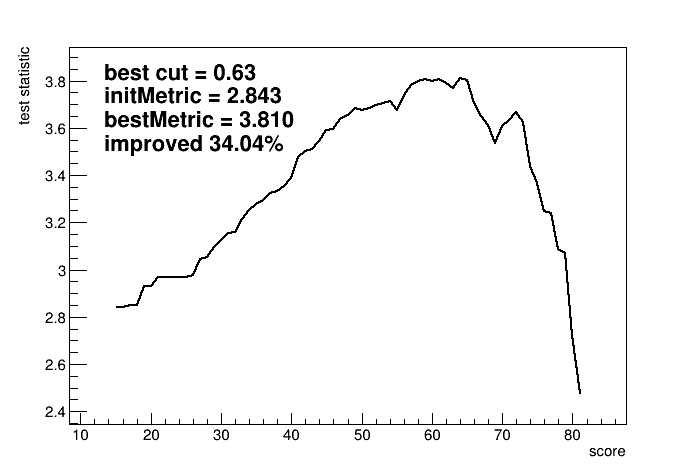 test statistic
best cut = 0.63
initMetric = 2.843
bestMetric = 3.810
improved 34.04%
3.8
3.6
3.4
3.2
3
2.8
2.6
2.4
10 20 30 40 50 60 70 80
score